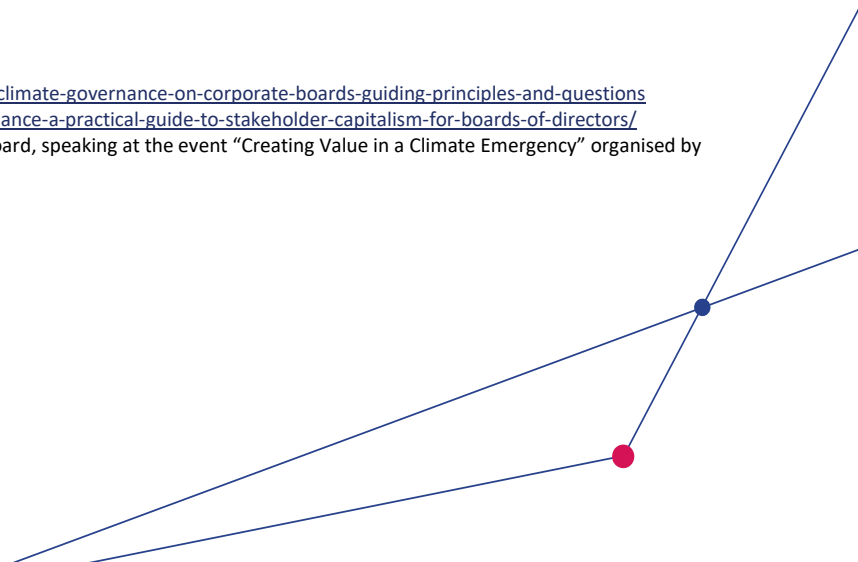 climate-governance-on-corporate-boards-guiding-principles-and-questions
ance-a-practical-guide-to-stakeholder-capitalism-for-boards-of-directors/
oard, speaking at the event “Creating Value in a Climate Emergency” organised by